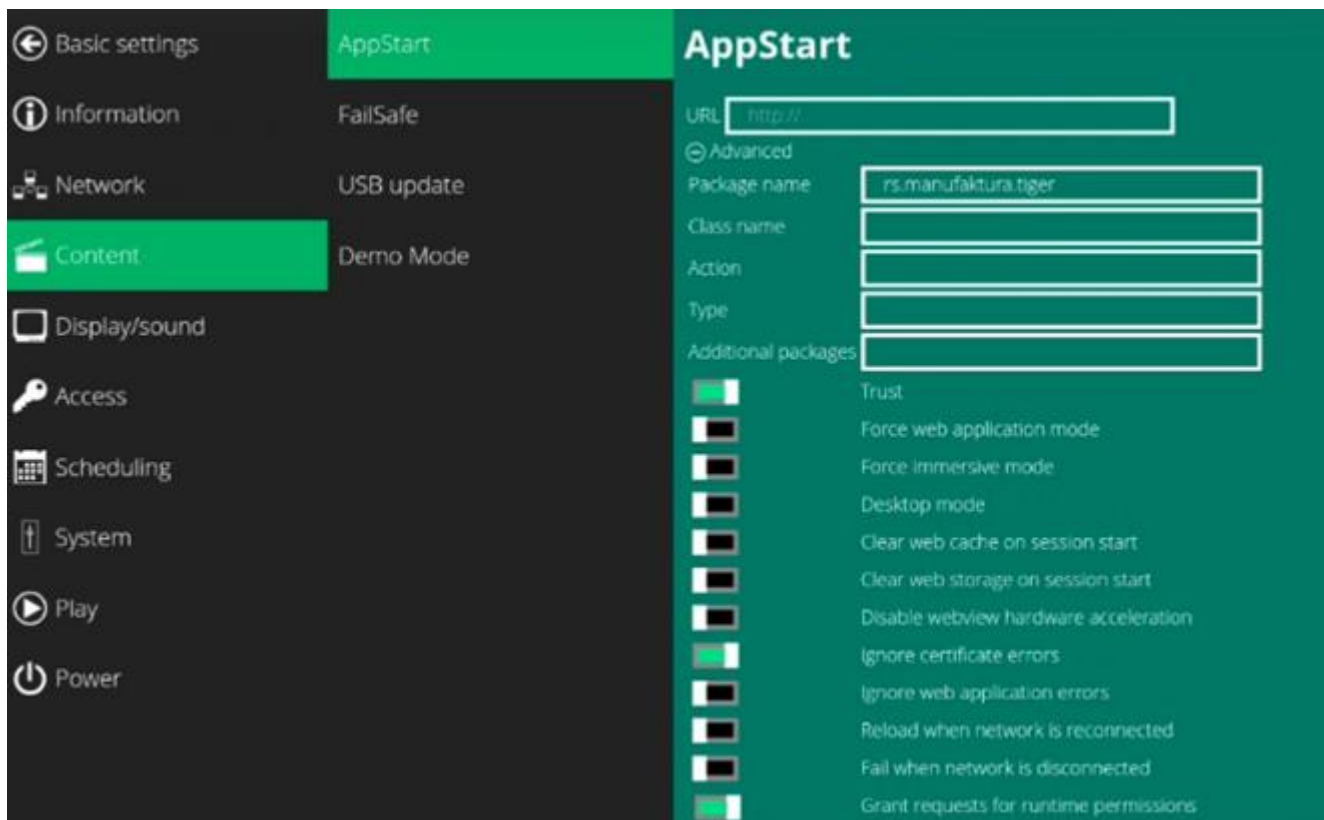 Basic settings
Information
Network
Content
Display/sound
Access
Scheduling
System
Play
Power
AppStart
FailSafe
USB update
Demo Mode
AppStart
URL http://
Advanced
Package name rs.manufaktura.tiger
Class name
Action
Type
Additional packages
Trust
Force web application mode
Force immersive mode
Desktop mode
Clear web cache on session start
Clear web storage on session start
Disable webview hardware acceleration
Ignore certificate errors
Ignore web application errors
Reload when network is reconnected
Fail when network is disconnected
Grant requests for runtime permissions